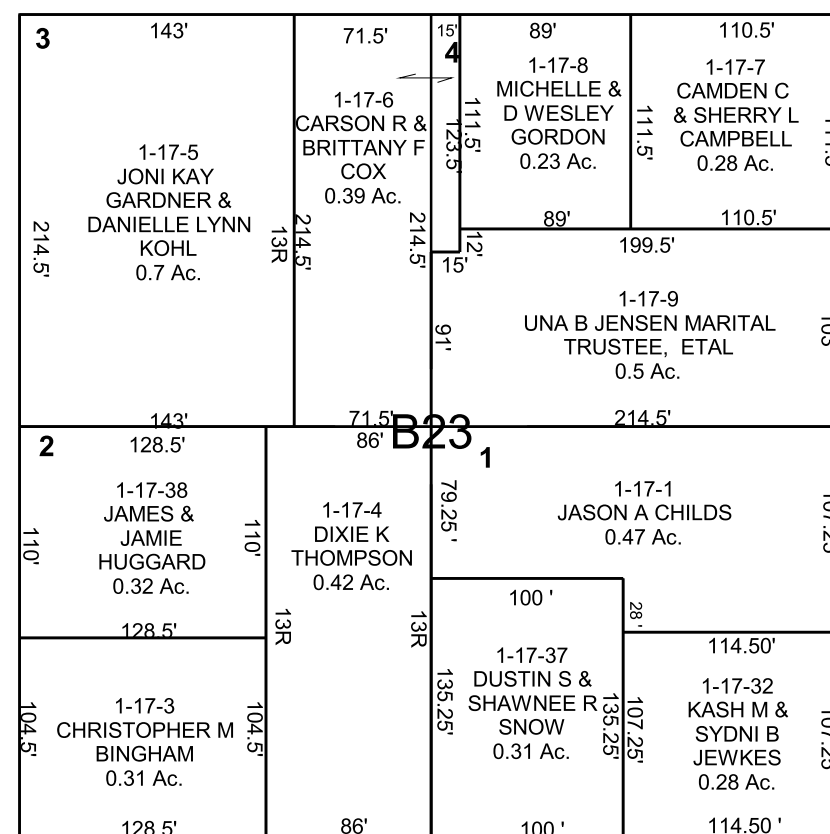 3
143'
1-17-5
JONI KAY
GARDNER &
DANIELLE LYNN
KOHL
0.7 Ac.
214.5'
13R
143'
71.5'
1-17-6
CARSON R &
BRITTANY F
COX
0.39 Ac.
214.5'
214.5'
71.5'
15'
4
123.5'
15'
12'
91'
89'
1-17-8
MICHELLE &
D WESLEY
GORDON
0.23 Ac.
111.5'
111.5'
89'
110.5'
1-17-7
CAMDEN C
& SHERRY L
CAMPBELL
0.28 Ac.
110.5'
199.5'
1-17-9
UNA B JENSEN MARITAL
TRUSTEE, ETAL
0.5 Ac.
103
214.5'
B23
2
128.5'
1-17-38
JAMES &
JAMIE
HUGGARD
0.32 Ac.
110'
110'
128.5'
86'
1-17-4
DIXIE K
THOMPSON
0.42 Ac.
13R
13R
86'
1
79.25 '
1-17-1
JASON A CHILDS
0.47 Ac.
107.25
100 '
28 '
1-17-37
DUSTIN S &
SHAWNEE R
SNOW
0.31 Ac.
135.25'
135.25'
100 '
114.50'
1-17-32
KASH M &
SYDNI B
JEWKES
0.28 Ac.
107.25'
107.25'
114.50 '
1-17-3
CHRISTOPHER M
BINGHAM
0.31 Ac.
104.5'
104.5'
128.5'